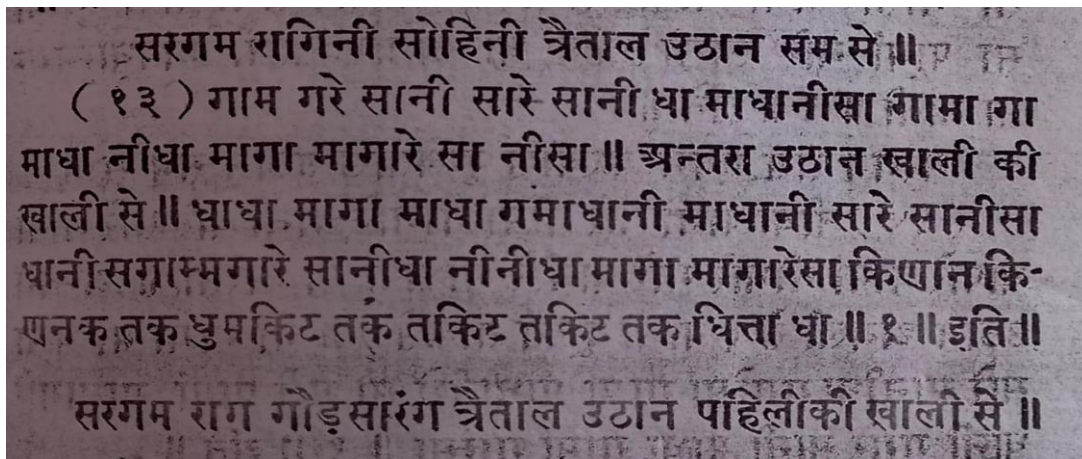 सरगम रागिनी सोहिनी त्रैताल उठान सम से ॥
( १३ ) गाम गरे सानी सारे सानी धा माधानीसा गामा गा
माधा नीधा मागा मागारे सा नीसा ॥ अन्तरा उठान खाली की
खाली से ॥ धाधा मागा माधा गमाधानी माधानी सारे सानीसा
धानी सगाम्मगारे सानीधा नीनीधा मागा मागारेसा किणान कि-
णनक तक धुमकिट तकं तकिट तकिट तक धित्ता धा ॥ १ ॥ इति ॥
सरगम राग गौड़सारंग त्रैताल उठान पहिलीकी खाली से ॥